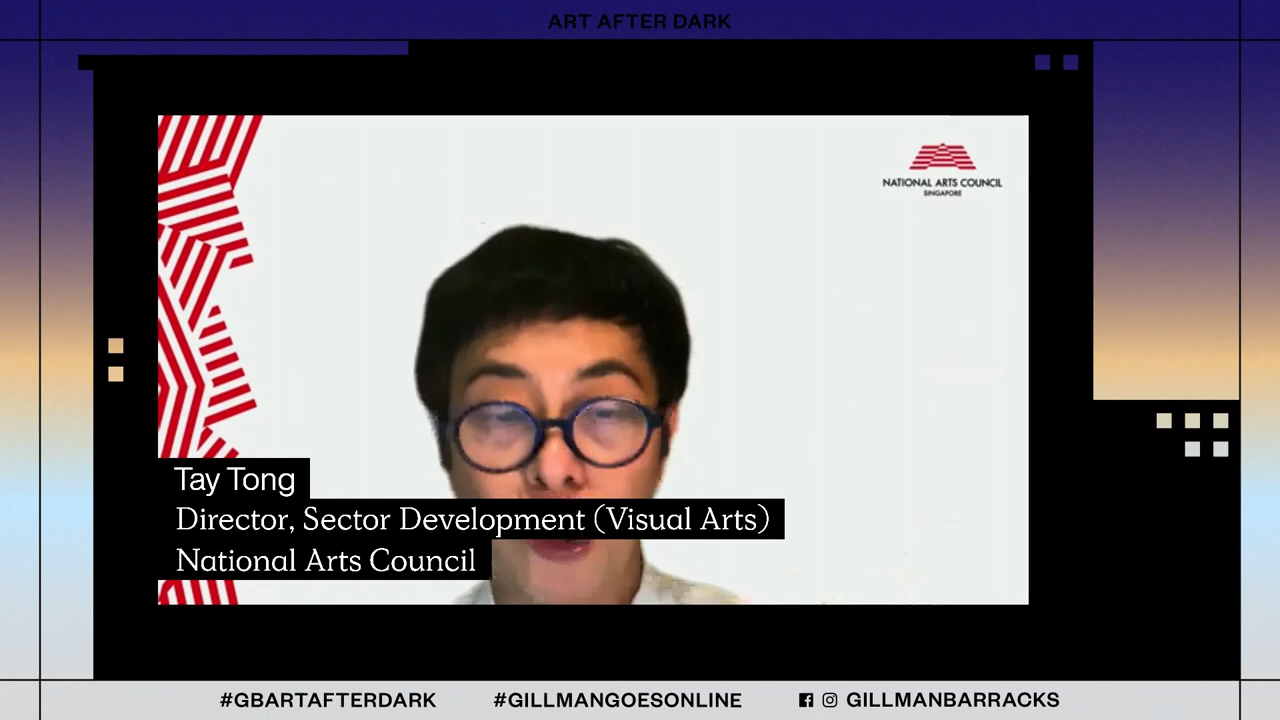 ART AFTER DARK
NATIONAL ARTS COUNCIL
SINGAPORE
Tay Tong
Director, Sector Development (Visual Arts)
National Arts Council
#GBARTAFTERDARK #GILLMANGOESONLINE GILLMANBARRACKS